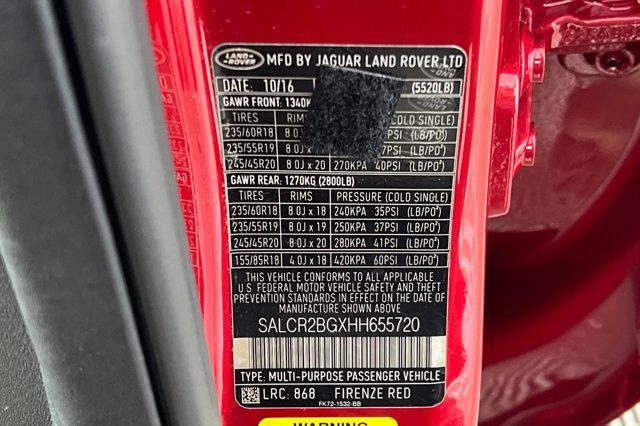 LAND ROVER MFD BY JAGUAR LAND ROVER LTD
DATE: 10/16 (5520LB)
GAWR FRONT: 1340K
TIRES RIMS (COLD SINGLE)
235/60R18 8.0J PSI (LB/PO²)
235/55R19 8.0J x 7PSI (LB/PO²)
245/45R20 8.0J x 20 270KPA 40PSI (LB/PO²)
GAWR REAR: 1270KG (2800LB)
TIRES RIMS PRESSURE (COLD SINGLE)
235/60R18 8.0J x 18 240KPA 35PSI (LB/PO²)
235/55R19 8.0J x 19 250KPA 37PSI (LB/PO²)
245/45R20 8.0J x 20 280KPA 41PSI (LB/PO²)
155/85R18 4.0J x 18 420KPA 60PSI (LB/PO²)
THIS VEHICLE CONFORMS TO ALL APPLICABLE
U.S FEDERAL MOTOR VEHICLE SAFETY AND THEFT
PREVENTION STANDARDS IN EFFECT ON THE DATE
OF MANUFACTURE SHOWN ABOVE
SALCR2BGXHH655720
TYPE: MULTI-PURPOSE PASSENGER VEHICLE
LRC: 868 FIRENZE RED
FK72-1532-BB
WARNING